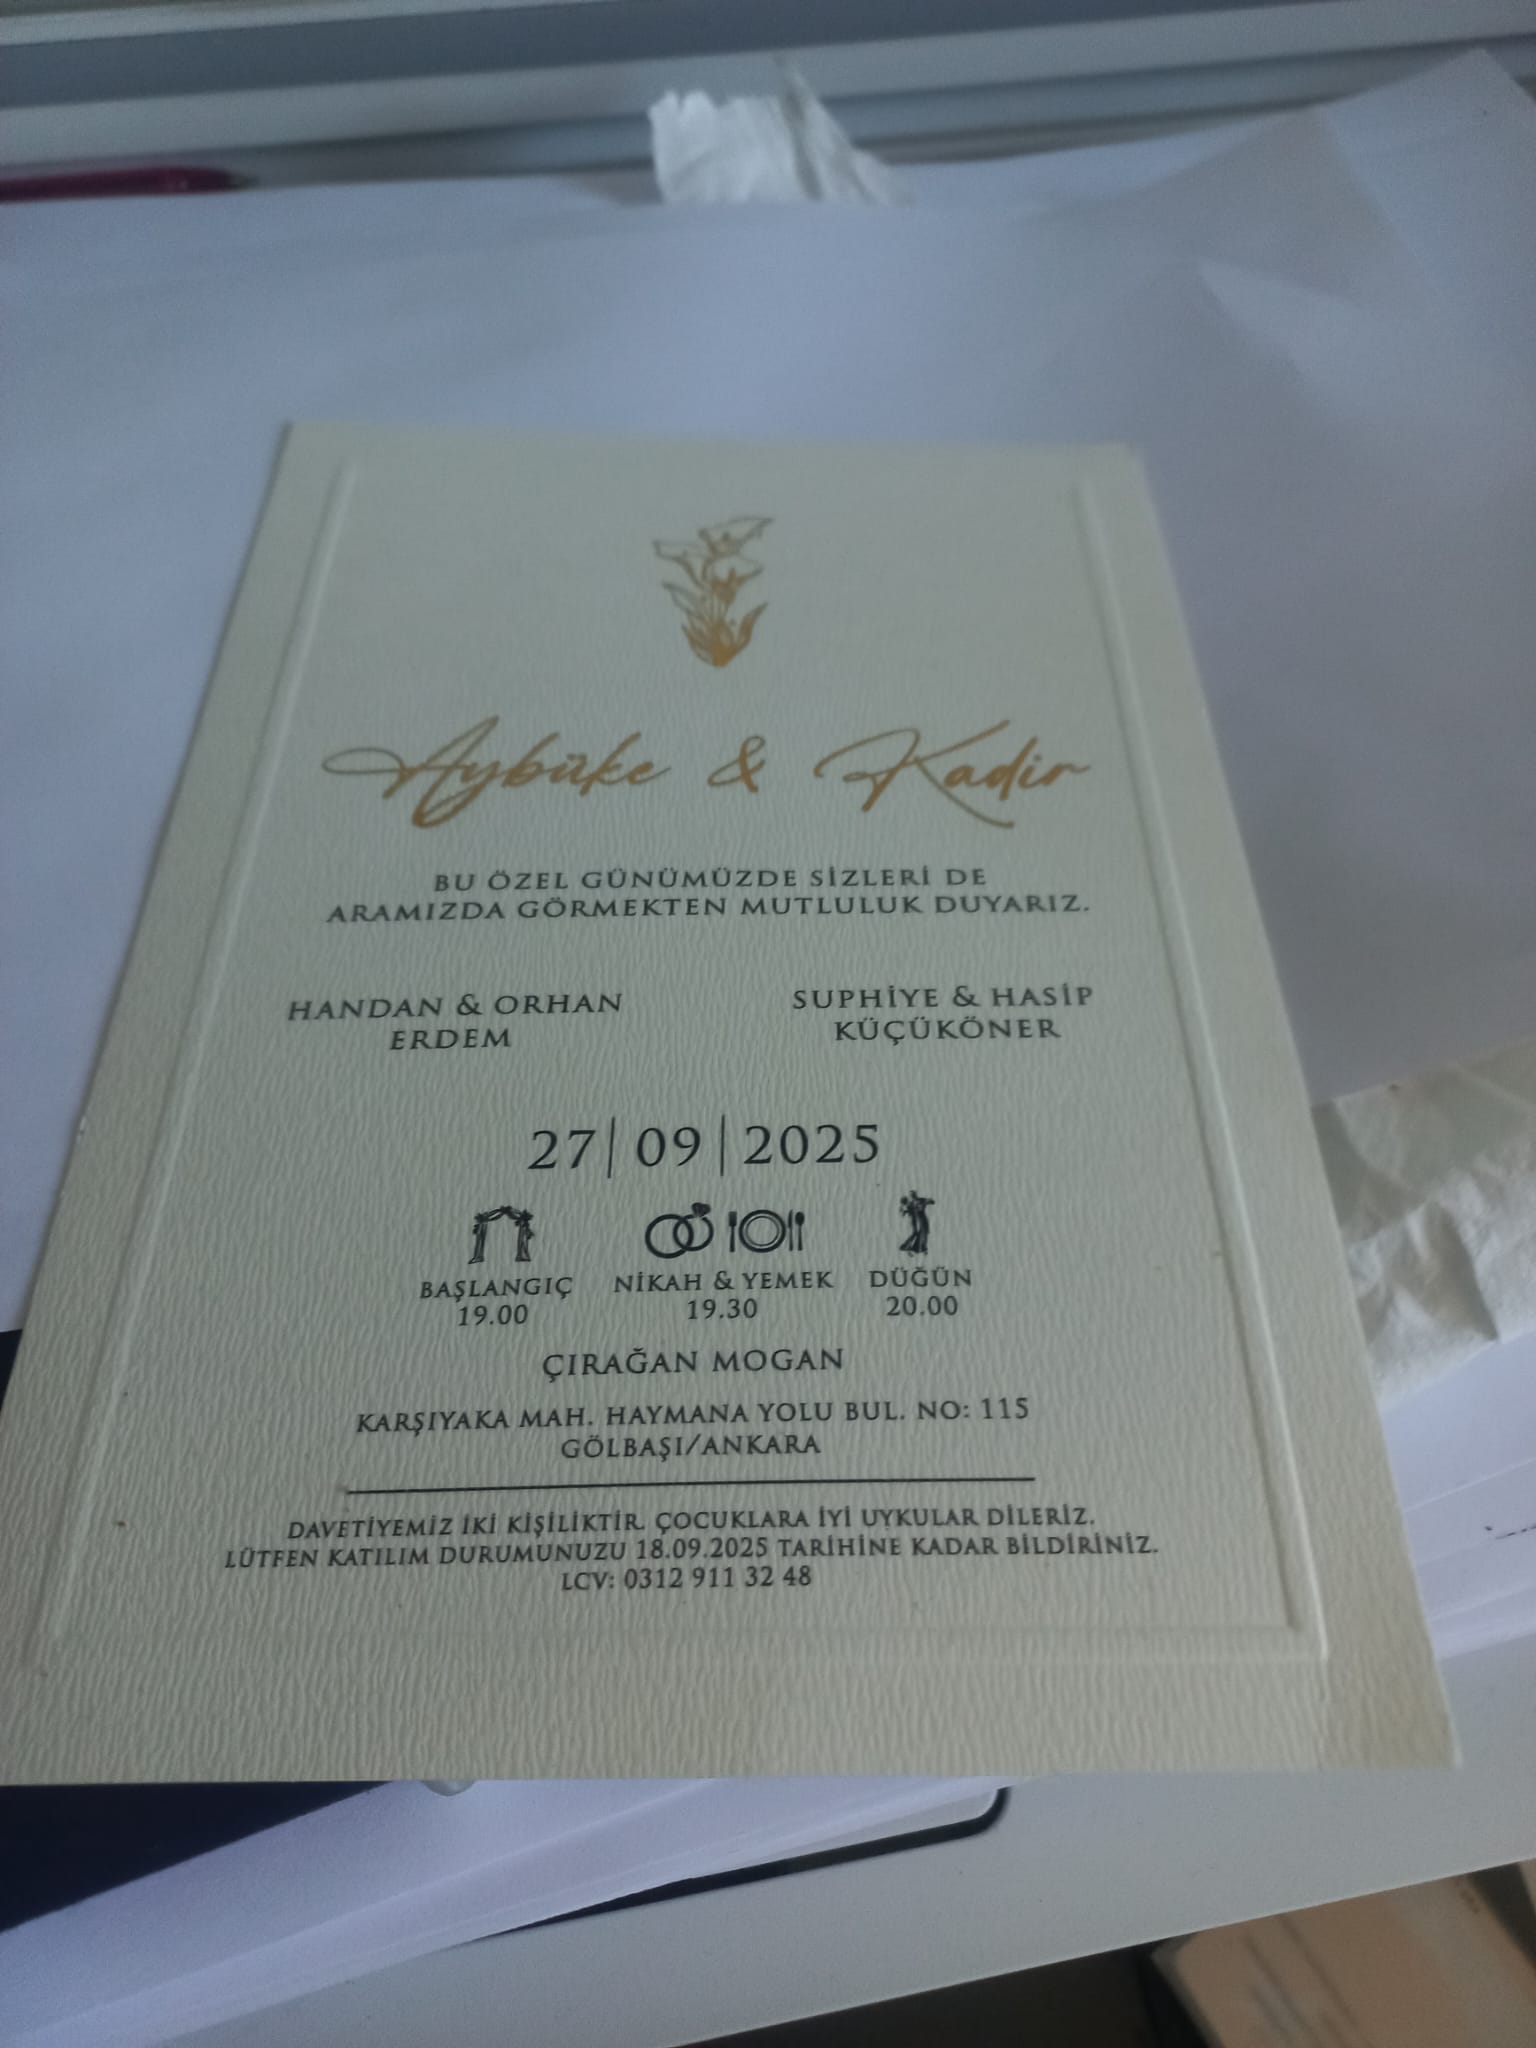 Aybüke & Kadir
BU ÖZEL GÜNÜMÜZDE SİZLERİ DE
ARAMIZDA GÖRMEKTEN MUTLULUK DUYARIZ.
HANDAN & ORHAN
ERDEM
SUPHİYE & HASİP
KÜÇÜKÖNER
27 | 09 | 2025
BAŞLANGIÇ
19.00
NİKAH & YEMEK
19.30
DÜĞÜN
20.00
ÇIRAĞAN MOGAN
KARŞIYAKA MAH. HAYMANA YOLU BUL. NO: 115
GÖLBAŞI/ANKARA
DAVETİYEMİZ İKİ KİŞİLİKTİR. ÇOCUKLARA İYİ UYKULAR DİLERİZ.
LÜTFEN KATILIM DURUMUNUZU 18.09.2025 TARİHİNE KADAR BİLDİRİNİZ.
LCV: 0312 911 32 48